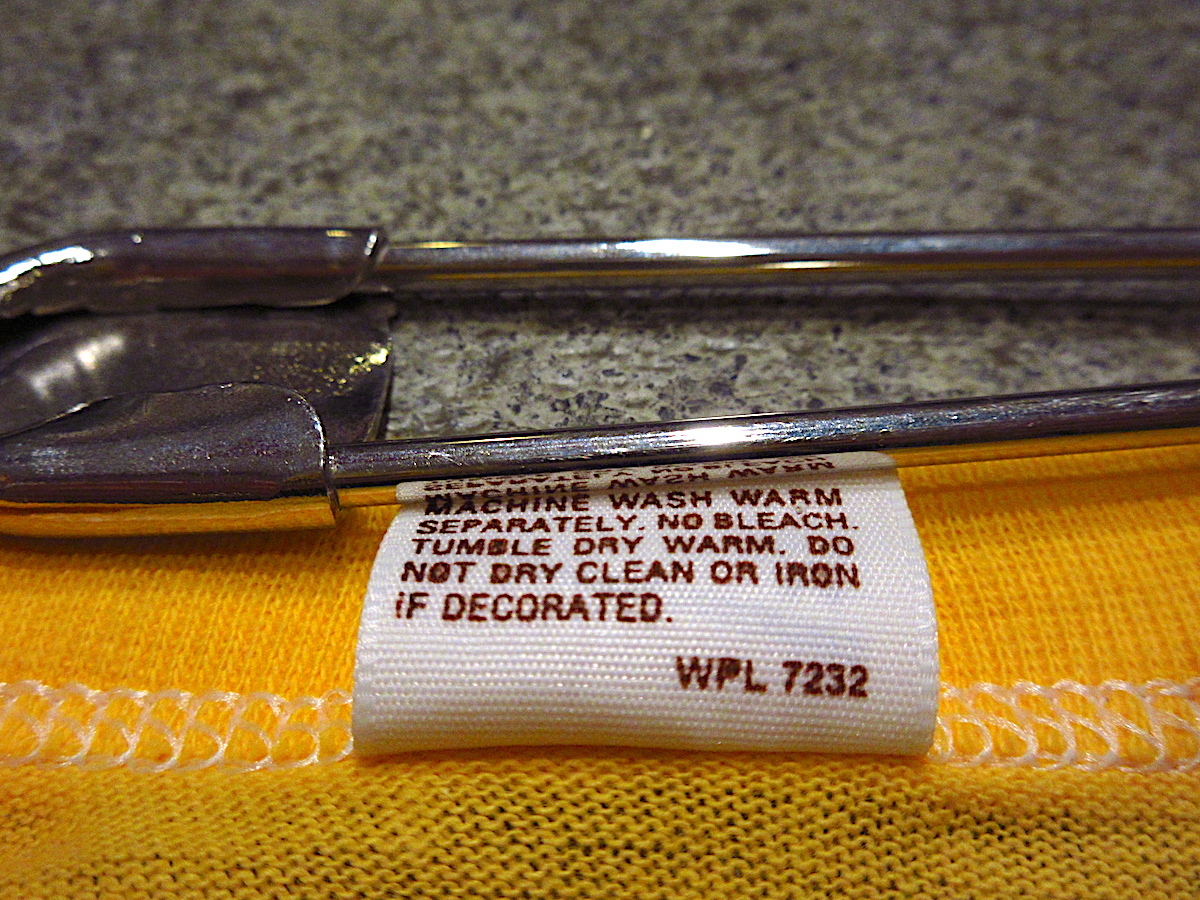 MACHINE WASH WARM
SEPARATELY. NO BLEACH.
TUMBLE DRY WARM. DO
NOT DRY CLEAN OR IRON
IF DECORATED.
WPL 7232